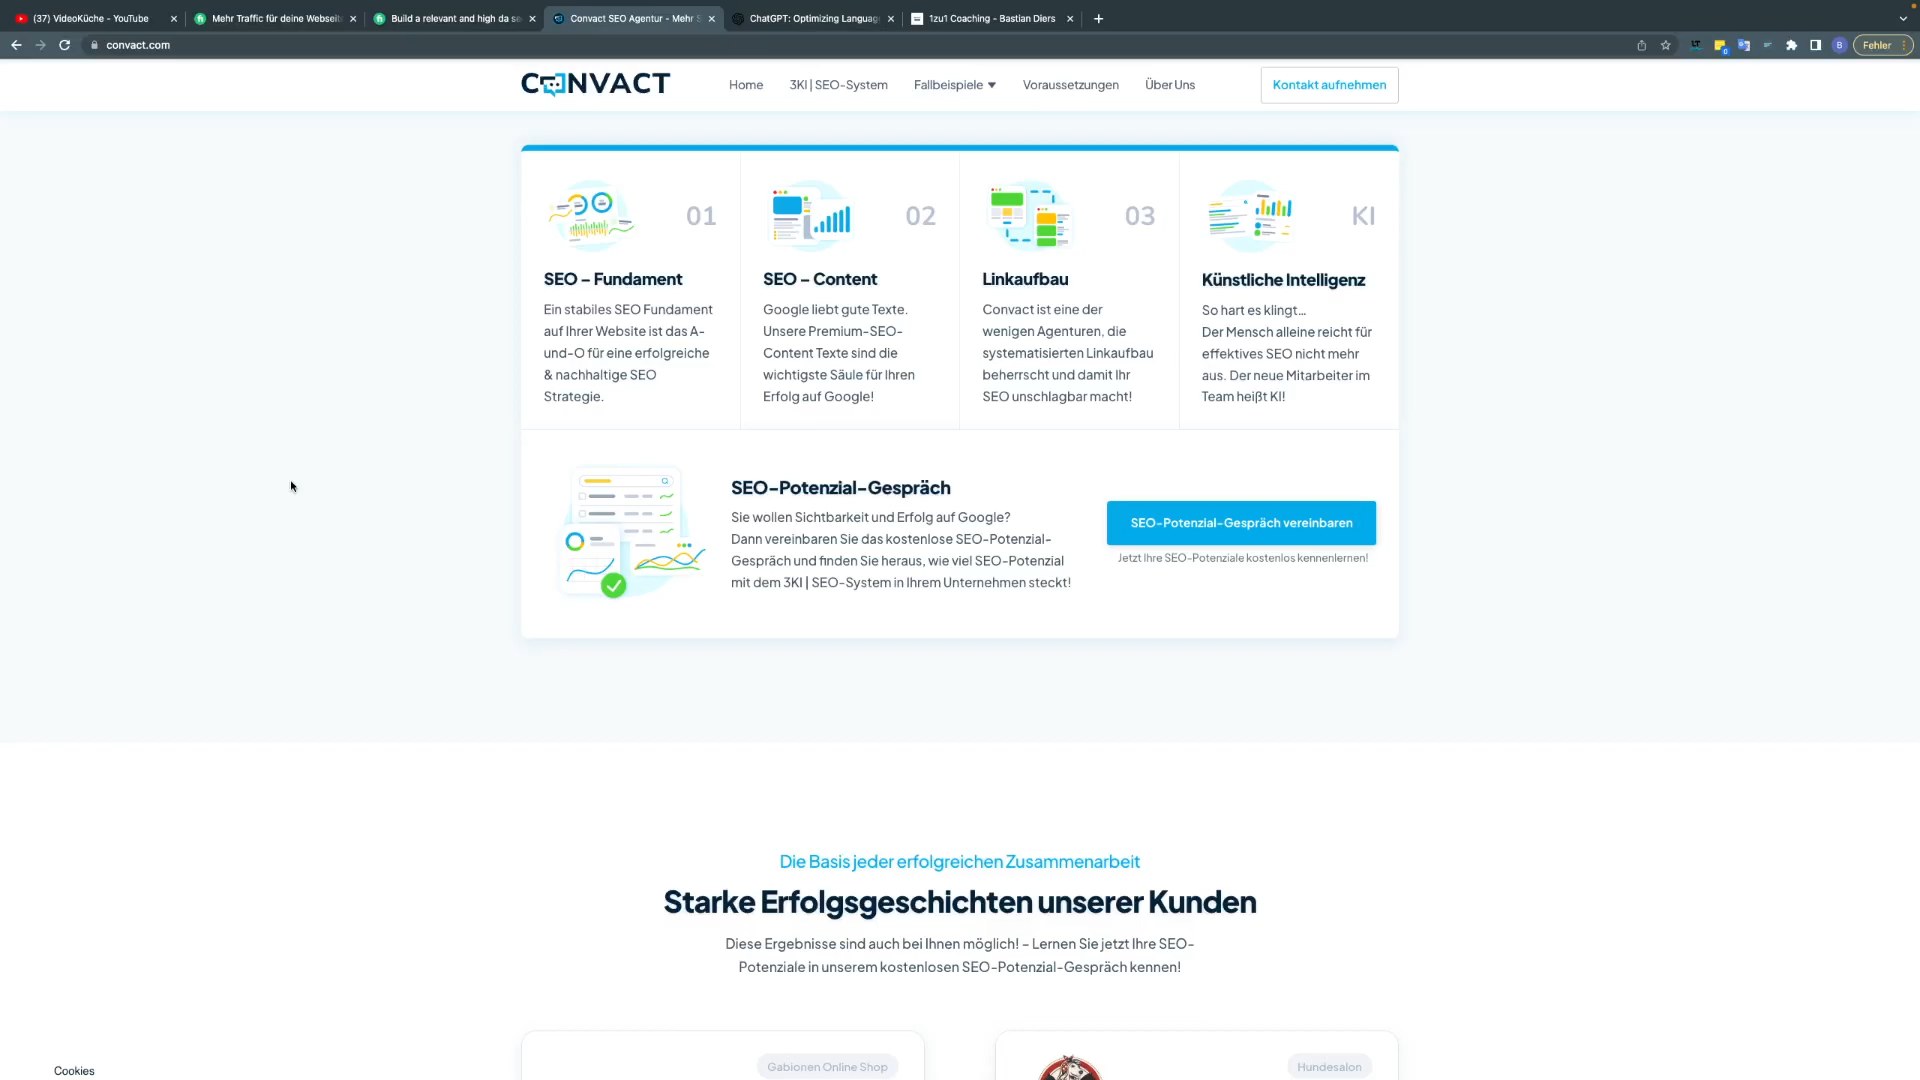 (37) VideoKüche - YouTube
Mehr Traffic für deine Webseit
Build a relevant and high da se
Convact SEO Agentur - Mehr S
ChatGPT: Optimizing Languag
1zu1 Coaching - Bastian Diers
convact.com
B
Fehler
CONVACT
Home
3KI | SEO-System
Fallbeispiele
Voraussetzungen
Über Uns
Kontakt aufnehmen
01
SEO – Fundament
Ein stabiles SEO Fundament
auf Ihrer Website ist das A-
und-O für eine erfolgreiche
& nachhaltige SEO
Strategie.
02
SEO – Content
Google liebt gute Texte.
Unsere Premium-SEO-
Content Texte sind die
wichtigste Säule für Ihren
Erfolg auf Google!
03
Linkaufbau
Convact ist eine der
wenigen Agenturen, die
systematisierten Linkaufbau
beherrscht und damit Ihr
SEO unschlagbar macht!
KI
Künstliche Intelligenz
So hart es klingt...
Der Mensch alleine reicht für
effektives SEO nicht mehr
aus. Der neue Mitarbeiter im
Team heißt KI!
SEO-Potenzial-Gespräch
Sie wollen Sichtbarkeit und Erfolg auf Google?
Dann vereinbaren Sie das kostenlose SEO-Potenzial-
Gespräch und finden Sie heraus, wie viel SEO-Potenzial
mit dem 3KI | SEO-System in Ihrem Unternehmen steckt!
SEO-Potenzial-Gespräch vereinbaren
Jetzt Ihre SEO-Potenziale kostenlos kennenlernen!
Die Basis jeder erfolgreichen Zusammenarbeit
Starke Erfolgsgeschichten unserer Kunden
Diese Ergebnisse sind auch bei Ihnen möglich! – Lernen Sie jetzt Ihre SEO-
Potenziale in unserem kostenlosen SEO-Potenzial-Gespräch kennen!
Gabionen Online Shop
Hundesalon
Cookies